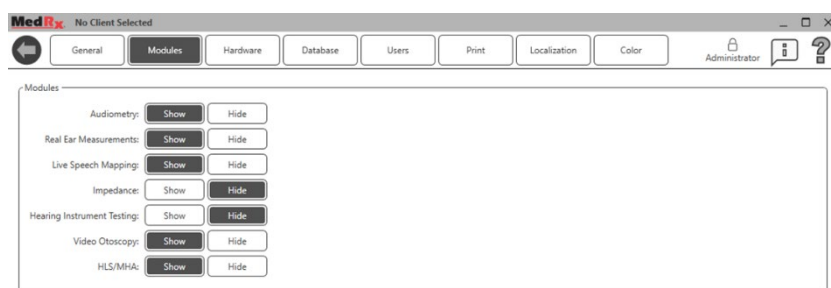 MedRx No Client Selected
General Modules Hardware Database Users Print Localization Color Administrator
Modules
Audiometry: Show Hide
Real Ear Measurements: Show Hide
Live Speech Mapping: Show Hide
Impedance: Show Hide
Hearing Instrument Testing: Show Hide
Video Otoscopy: Show Hide
HLS/MHA: Show Hide